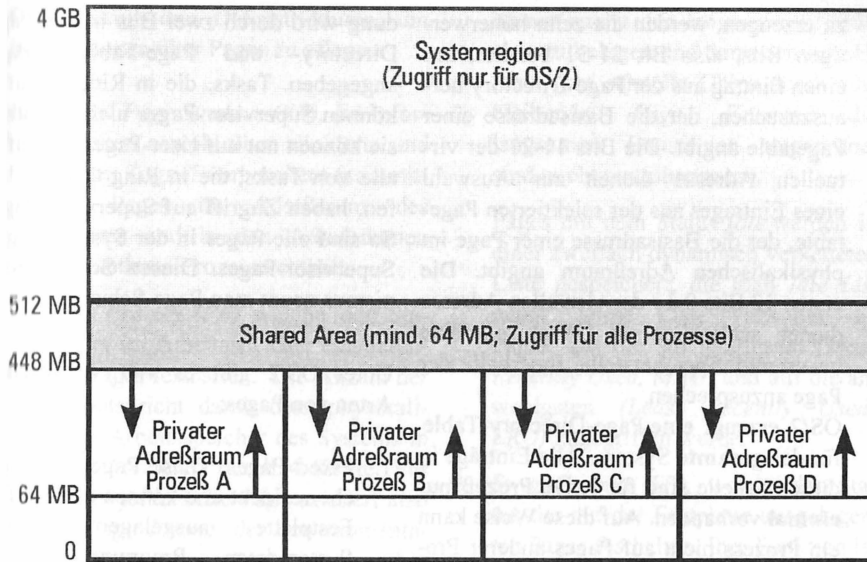 4 GB
Systemregion
(Zugriff nur für OS/2)
512 MB
Shared Area (mind. 64 MB; Zugriff für alle Prozesse)
448 MB
Privater
Adreßraum
Prozeß A
Privater
Adreßraum
Prozeß B
Privater
Adreßraum
Prozeß C
Privater
Adreßraum
Prozeß D
64 MB
0